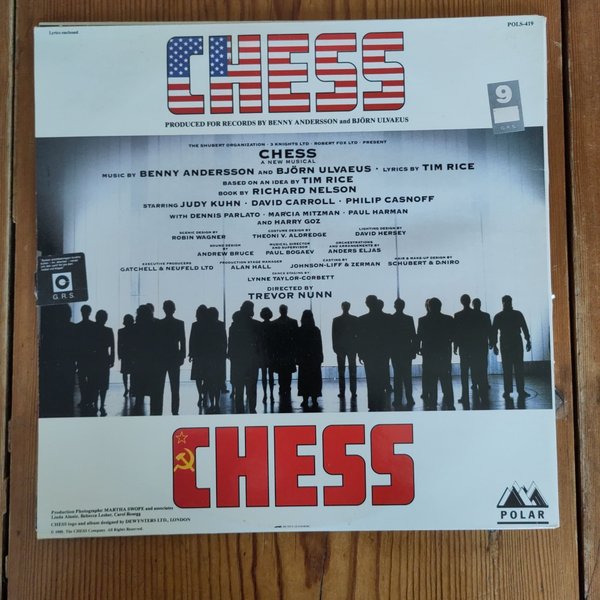 Lyrics enclosed
POLS-419
CHESS
PRODUCED FOR RECORDS BY BENNY ANDERSSON and BJÖRN ULVAEUS
9
G.R.S.
THE SHUBERT ORGANIZATION · 3 KNIGHTS LTD · ROBERT FOX LTD · PRESENT
CHESS
A NEW MUSICAL
MUSIC BY BENNY ANDERSSON AND BJÖRN ULVAEUS · LYRICS BY TIM RICE
BASED ON AN IDEA BY TIM RICE
BOOK BY RICHARD NELSON
STARRING JUDY KUHN · DAVID CARROLL · PHILIP CASNOFF
WITH DENNIS PARLATO · MARCIA MITZMAN · PAUL HARMAN
AND HARRY GOZ
SCENIC DESIGN BY
ROBIN WAGNER
COSTUME DESIGN BY
THEONI V. ALDREDGE
LIGHTING DESIGN BY
DAVID HERSEY
SOUND DESIGN BY
ANDREW BRUCE
MUSICAL DIRECTOR AND SUPERVISOR
PAUL BOGAEV
ORCHESTRATIONS AND ARRANGEMENTS BY
ANDERS ELJAS
EXECUTIVE PRODUCERS
GATCHELL & NEUFELD LTD
PRODUCTION STAGE MANAGER
ALAN HALL
CASTING BY
JOHNSON-LIFF & ZERMAN
HAIR & MAKE-UP DESIGN BY
SCHUBERT & DeNIRO
DANCE STAGING BY
LYNNE TAYLOR-CORBETT
DIRECTED BY
TREVOR NUNN
G.R.S.
CHESS
Production Photographs: MARTHA SWOPE and associates
Linda Alaniz, Rebecca Lesher, Carol Rosegg
CHESS logo and album designed by DEWYNTERS LTD., LONDON
© 1988. The CHESS Company. All Rights Reserved.
POLAR